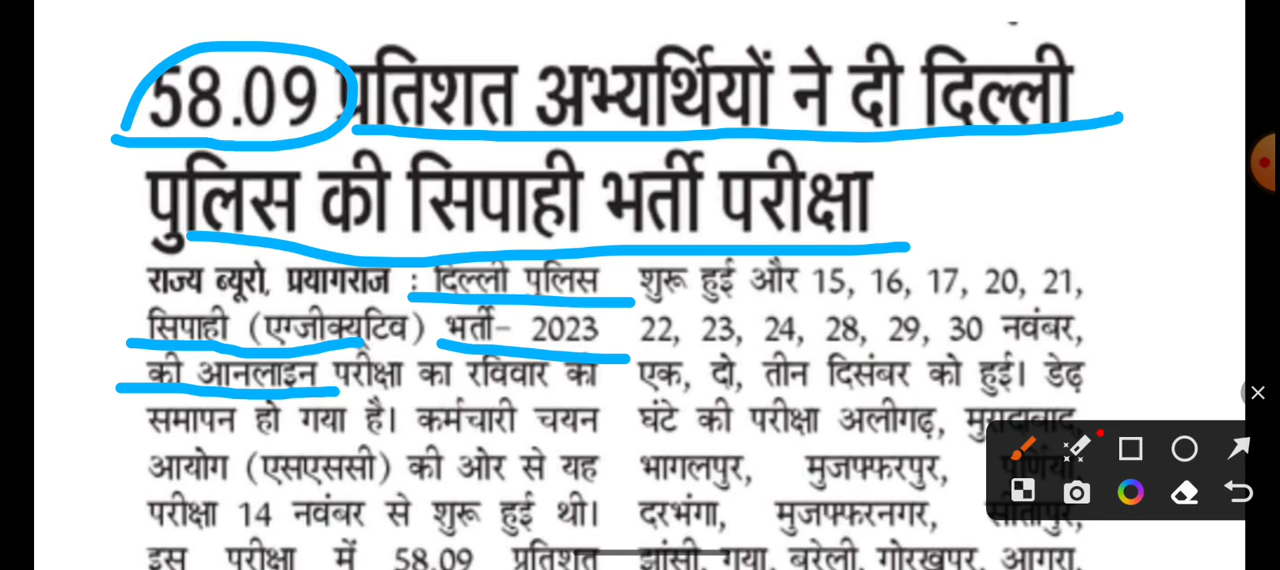 58.09 प्रतिशत अभ्यर्थियों ने दी दिल्ली
पुलिस की सिपाही भर्ती परीक्षा
राज्य ब्यूरो, प्रयागराज : दिल्ली पुलिस
सिपाही (एग्जीक्यूटिव) भर्ती- 2023
की आनलाइन परीक्षा का रविवार को
समापन हो गया है। कर्मचारी चयन
आयोग (एसएससी) की ओर से यह
परीक्षा 14 नवंबर से शुरू हुई थी।
इस परीक्षा में 58.09 प्रतिशत
शुरू हुई और 15, 16, 17, 20, 21,
22, 23, 24, 28, 29, 30 नवंबर,
एक, दो, तीन दिसंबर को हुई। डेढ़
घंटे की परीक्षा अलीगढ़, मुरादाबाद,
भागलपुर, मुजफ्फरपुर, पूर्णिया,
दरभंगा, मुजफ्फरनगर, सीतापुर,
झांसी, गया, बरेली, गोरखपुर, आगरा,